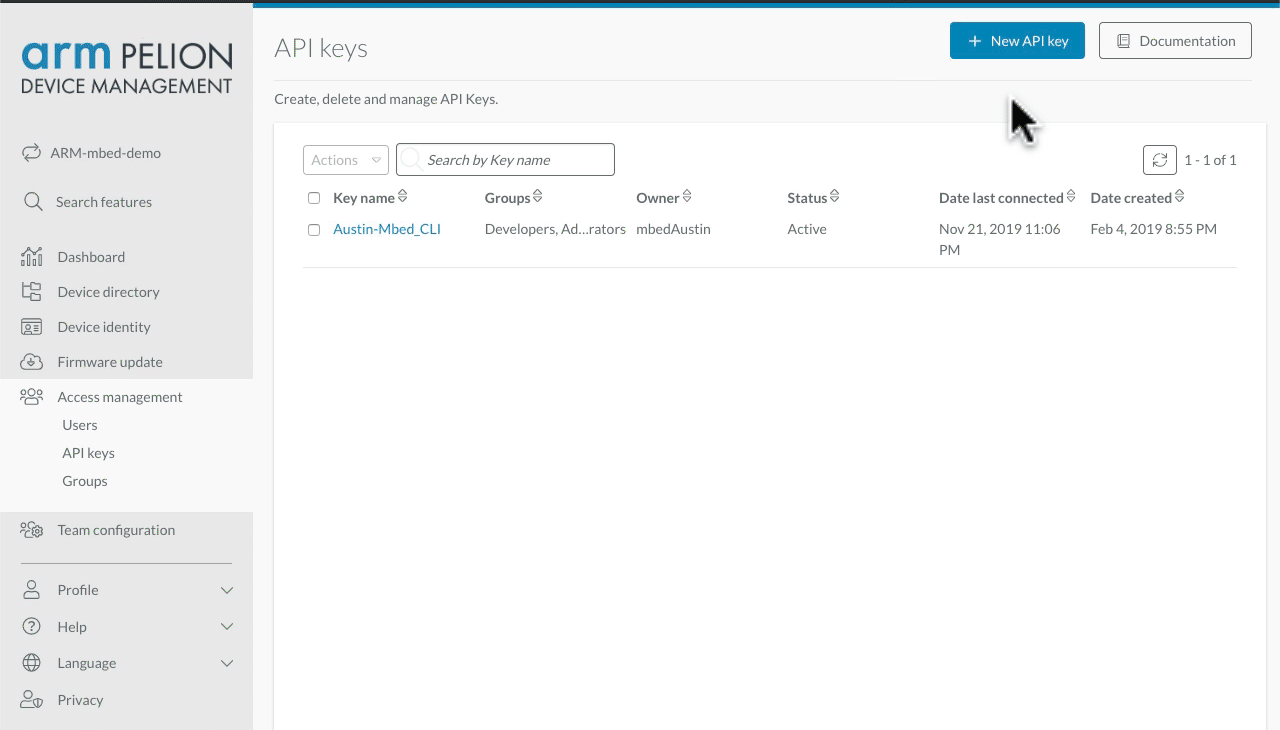 arm PELION
DEVICE MANAGEMENT
ARM-mbed-demo
Search features
Dashboard
Device directory
Device identity
Firmware update
Access management
Users
API keys
Groups
Team configuration
Profile
Help
Language
Privacy
API keys
New API key
Documentation
Create, delete and manage API Keys.
Actions
Search by Key name
1 - 1 of 1
Key name Groups Owner Status Date last connected Date created
Austin-Mbed_CLI Developers, Ad...rators mbedAustin Active Nov 21, 2019 11:06 Feb 4, 2019 8:55 PM
PM